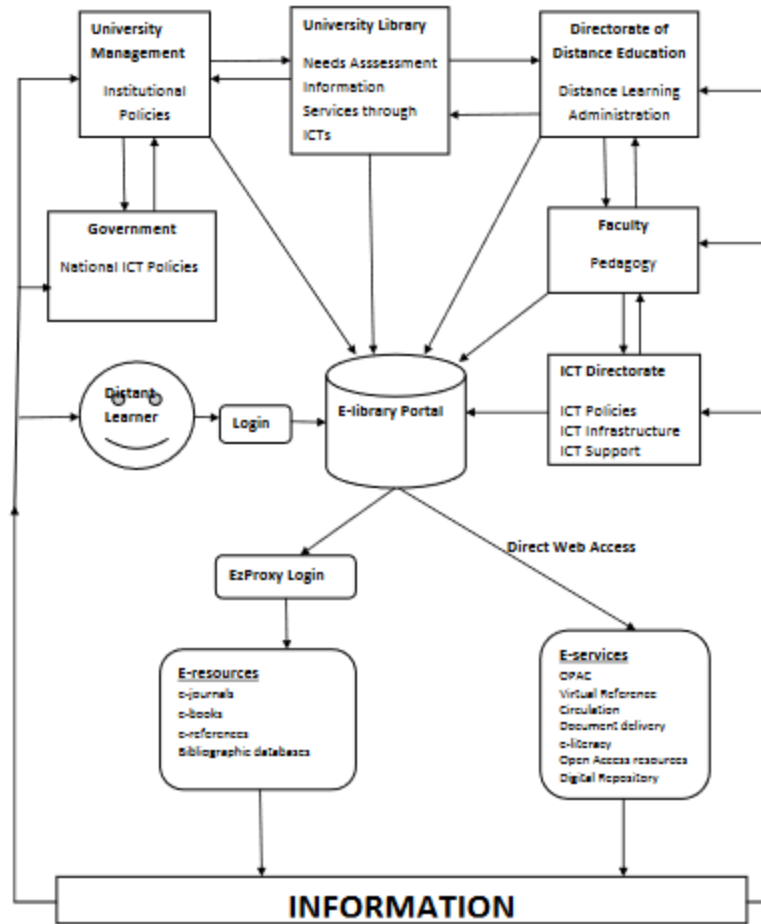 University
Management
Institutional
Policies
University Library
Needs Asssessment
Information
Services through
ICTs
Directorate of
Distance Education
Distance Learning
Administration
Government
National ICT Policies
Faculty
Pedagogy
Distant
Learner
Login
E-library Portal
ICT Directorate
ICT Policies
ICT Infrastructure
ICT Support
EzProxy Login
Direct Web Access
E-resources
e-journals
e-books
e-references
Bibliographic databases
E-services
OPAC
Virtual Reference
Circulation
Document delivery
e-literacy
Open Access resources
Digital Repository
INFORMATION